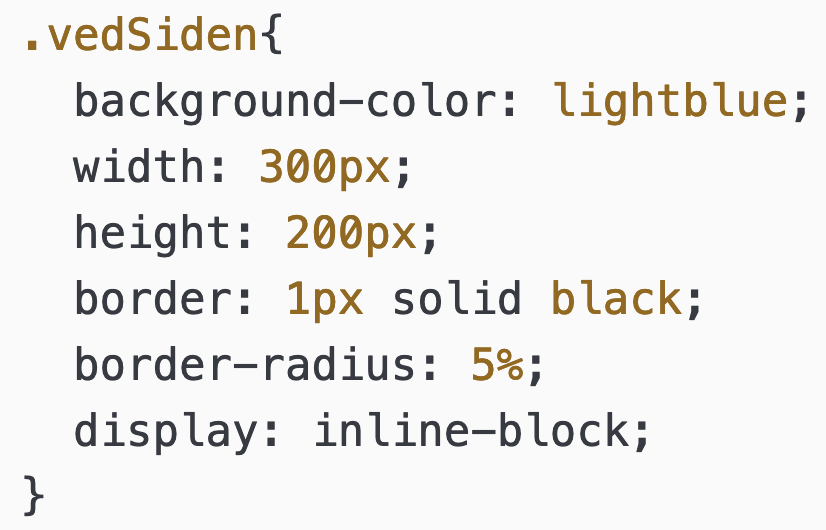 .vedSiden{
  background-color: lightblue;
  width: 300px;
  height: 200px;
  border: 1px solid black;
  border-radius: 5%;
  display: inline-block;
}